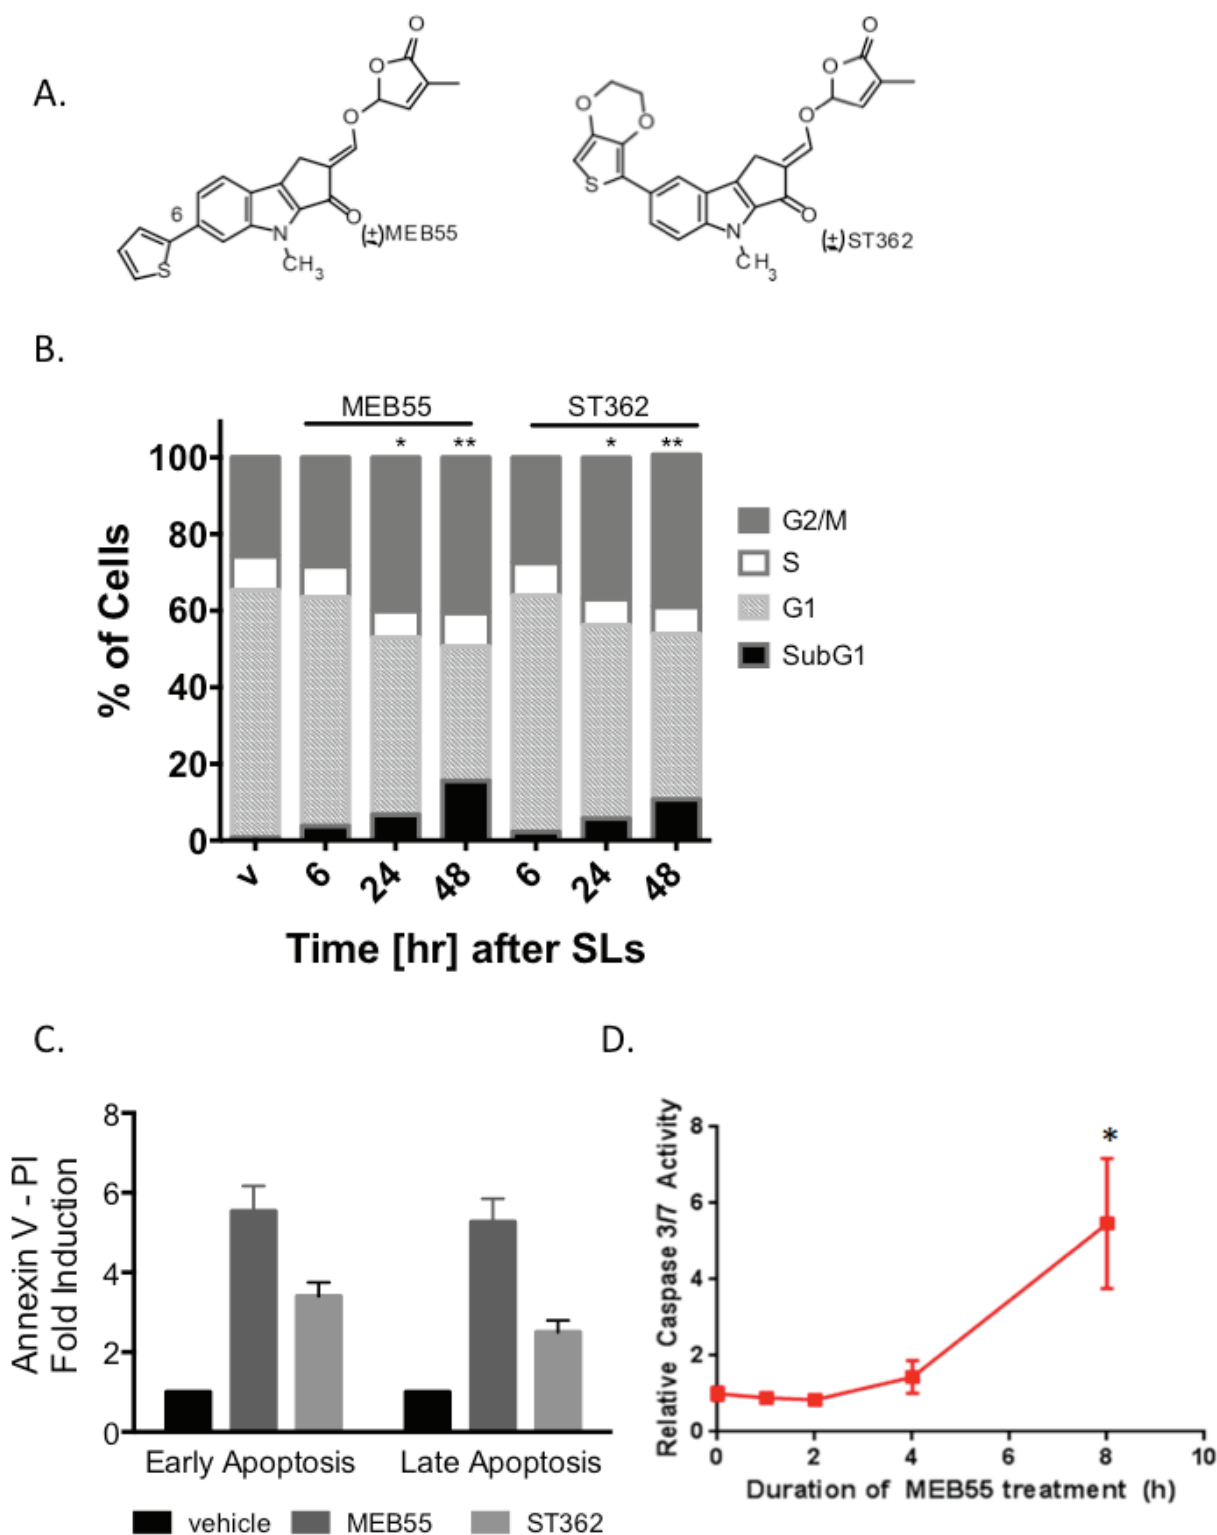 A.
O
O
O
O
6
S
N
CH3
(±)MEB55
O
O
O
O
O
O
S
N
CH3
(±)ST362
B.
MEB55
ST362
* ** * **
% of Cells
100
80
60
40
20
0
v 6 24 48 6 24 48
Time [hr] after SLs
G2/M
S
G1
SubG1
C.
Annexin V - PI
Fold Induction
8
6
4
2
0
Early Apoptosis Late Apoptosis
vehicle MEB55 ST362
D.
Relative Caspase 3/7 Activity
8
6
4
2
0
*
0 2 4 6 8 10
Duration of MEB55 treatment (h)